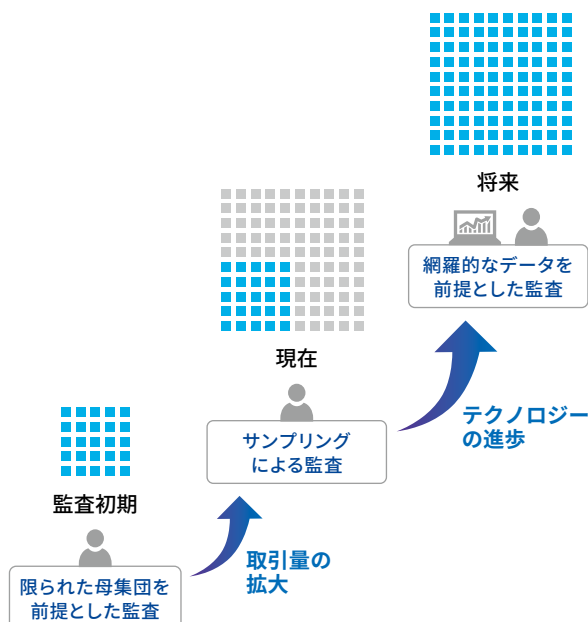 将来
網羅的なデータを
前提とした監査
現在
サンプリング
による監査
テクノロジー
の進歩
監査初期
限られた母集団を
前提とした監査
取引量の
拡大